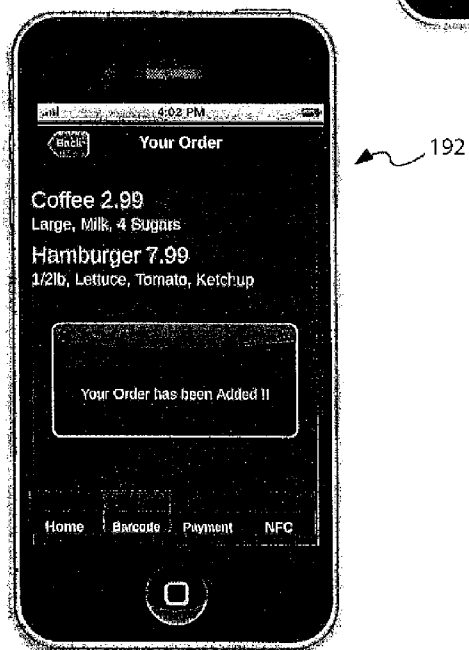 4:02 PM
Back
Your Order
192
Coffee 2.99
Large, Milk, 4 Sugars
Hamburger 7.99
1/2lb, Lettuce, Tomato, Ketchup
Your Order has been Added !!
Home Barcode Payment NFC